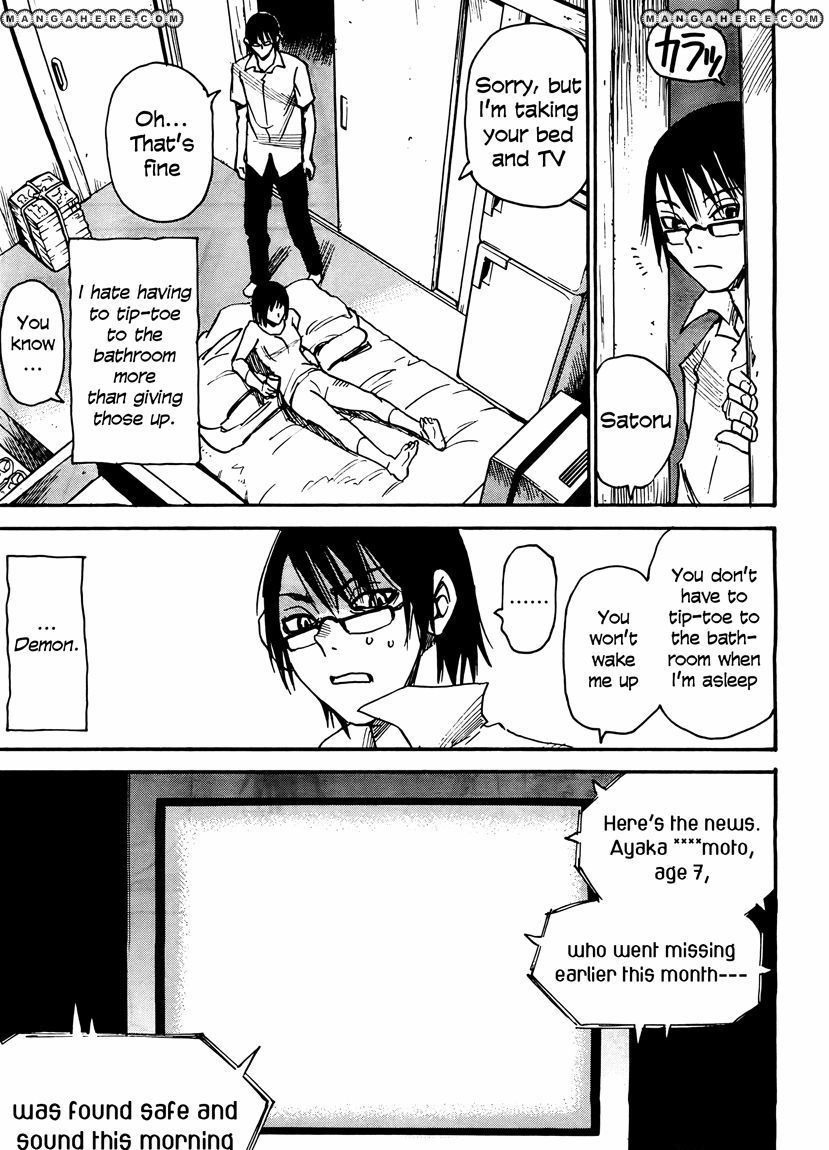 MANGAHERE.COM
MANGAHERE.COM
カラッ
Satoru
Sorry, but
I'm taking
your bed
and TV
Oh...
That's
fine
I hate having
to tip-toe
to the
bathroom
more
than giving
those up.
You
know
...
You don't
have to
tip-toe to
the bath-
room when
I'm asleep
You
won't
wake
me up
......
...
Demon.
Here's the news.
Ayaka ****moto,
age 7,
who went missing
earlier this month---
was found safe and
sound this morning